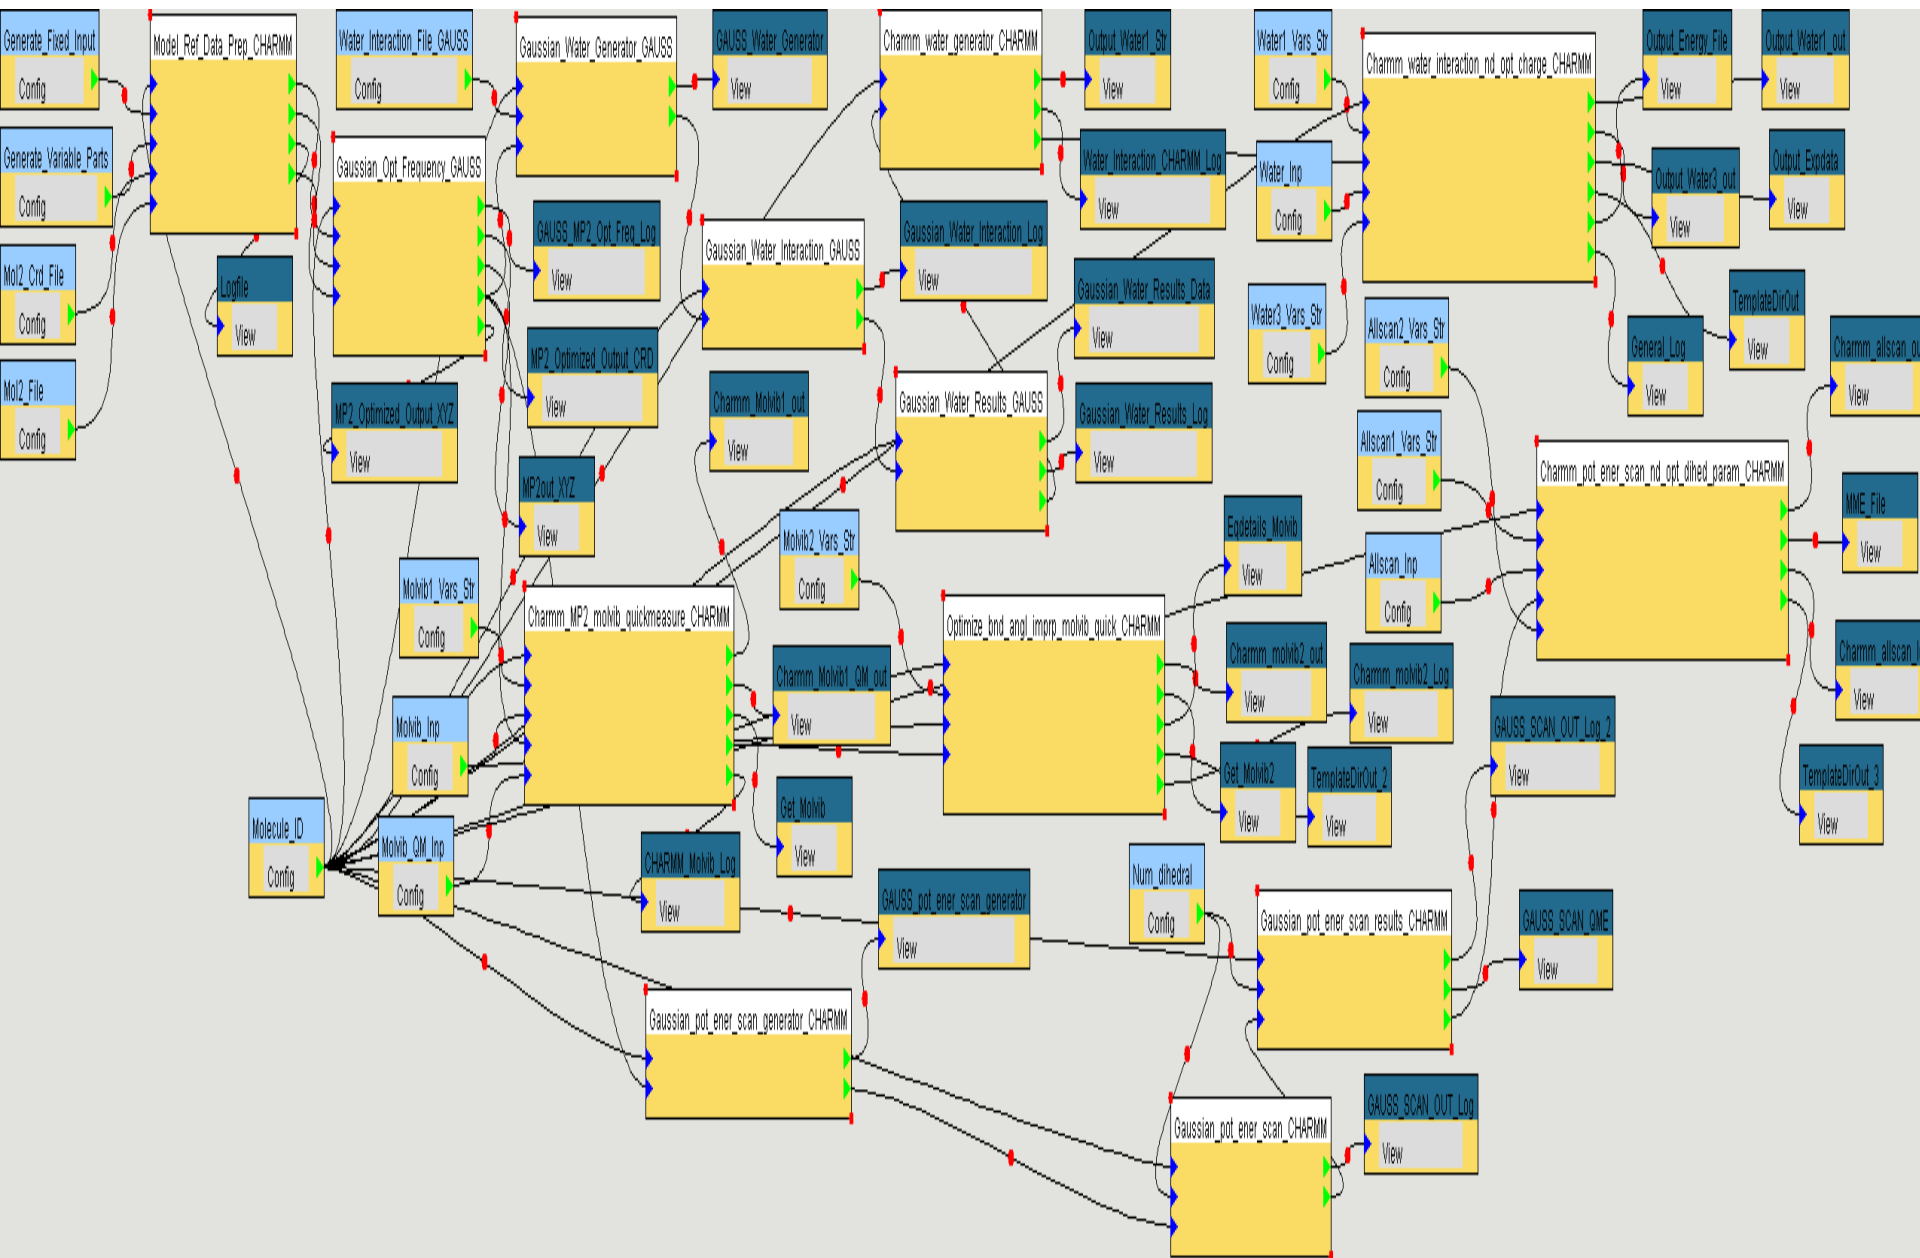 Generate_Fixed_Input
Config
Model_Ref_Data_Prep_CHARMM
Water_Interaction_File_GAUSS
Config
Gaussian_Water_Generator_GAUSS
GAUSS_Water_Generator
View
Charmm_water_generator_CHARMM
Output_Water1_Str
View
Water1_Vars_Str
Config
Charmm_water_interaction_nd_opt_charge_CHARMM
Output_Energy_File
View
Output_Water1_out
View
Generate_Variable_Parts
Config
Gaussian_Opt_Frequency_GAUSS
Water_Interaction_CHARMM_Log
View
Water_Inp
Config
Output_Water3_out
View
Output_Expdata
View
Mol2_Crd_File
Config
Logfile
View
GAUSS_MP2_Opt_Freq_Log
View
Gaussian_Water_Interaction_GAUSS
Gaussian_Water_Interaction_Log
View
Gaussian_Water_Results_Data
View
Water3_Vars_Str
Config
Allscan2_Vars_Str
Config
General_Log
View
TemplateDirOut
View
Charmm_allscan_ou
View
Mol2_File
Config
MP2_Optimized_Output_XYZ
View
MP2_Optimized_Output_CRD
View
Charmm_Molvib1_out
View
Gaussian_Water_Results_GAUSS
Gaussian_Water_Results_Log
View
Allscan1_Vars_Str
Config
Charmm_pot_ener_scan_nd_opt_dihed_param_CHARMM
MME_File
View
MP2out_XYZ
View
Molvib2_Vars_Str
Config
Eqdetails_Molvib
View
Allscan_Inp
Config
Molvib1_Vars_Str
Config
Charmm_MP2_molvib_quickmeasure_CHARMM
Optimize_bnd_angl_imprp_molvib_quick_CHARMM
Charmm_molvib2_out
View
Charmm_molvib2_Log
View
Charmm_allscan_l
View
Molvib_Inp
Config
Charmm_Molvib1_QM_out
View
GAUSS_SCAN_OUT_Log_2
View
Get_Molvib2
View
TemplateDirOut_2
View
TemplateDirOut_3
View
Molecule_ID
Config
Molvib_QM_Inp
Config
CHARMM_Molvib_Log
View
Get_Molvib
View
GAUSS_pot_ener_scan_generator
View
Num_dihedral
Config
Gaussian_pot_ener_scan_results_CHARMM
GAUSS_SCAN_QME
View
Gaussian_pot_ener_scan_generator_CHARMM
Gaussian_pot_ener_scan_CHARMM
GAUSS_SCAN_OUT_Log
View